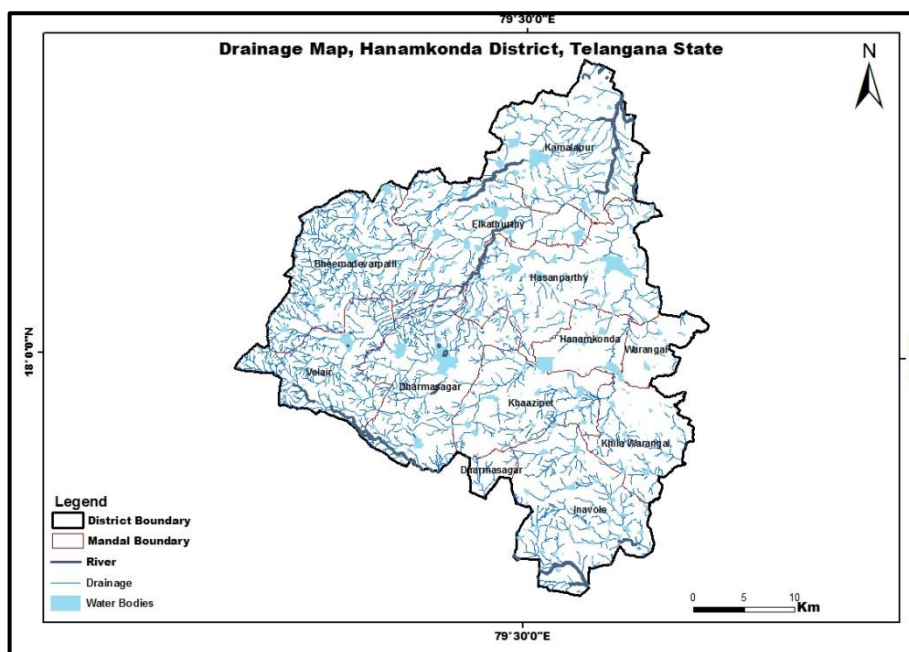 79°30'0"E
Drainage Map, Hanamkonda District, Telangana State
N
Kamalapur
Elkathurthy
Bheemadevarpalli
Hasanparthy
18°0'0"N
Hanamkonda
Warangal
Velair
Dharmasagar
Khaazipet
Khila Warangal
Dharmasagar
Inavole
Legend
District Boundary
Mandal Boundary
River
Drainage
Water Bodies
0 5 10
Km
79°30'0"E